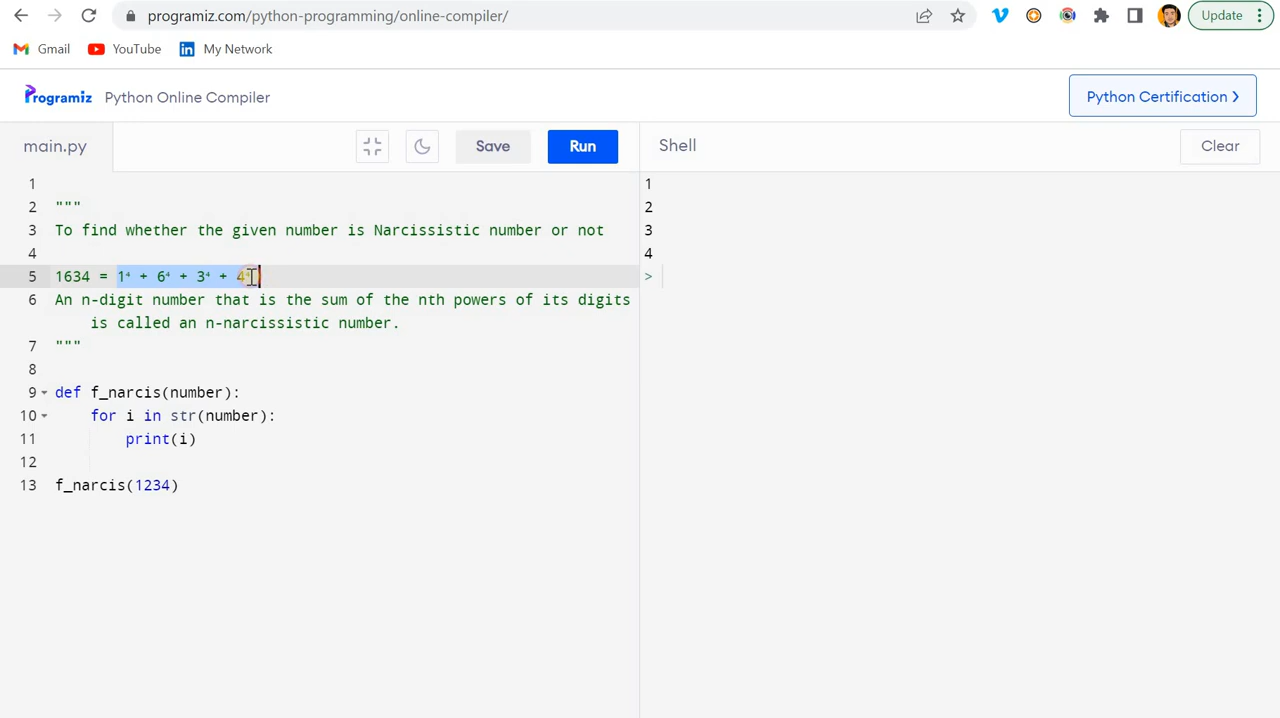 programiz.com/python-programming/online-compiler/
Update
Gmail
YouTube
My Network
Programiz
Python Online Compiler
Python Certification
main.py
Save
Run
Shell
Clear
1
2 """
3 To find whether the given number is Narcissistic number or not
4
5 1634 = 1⁴ + 6⁴ + 3⁴ + 4
6 An n-digit number that is the sum of the nth powers of its digits
is called an n-narcissistic number.
7 """
8
9 def f_narcis(number):
10 for i in str(number):
11 print(i)
12
13 f_narcis(1234)
1
2
3
4
>